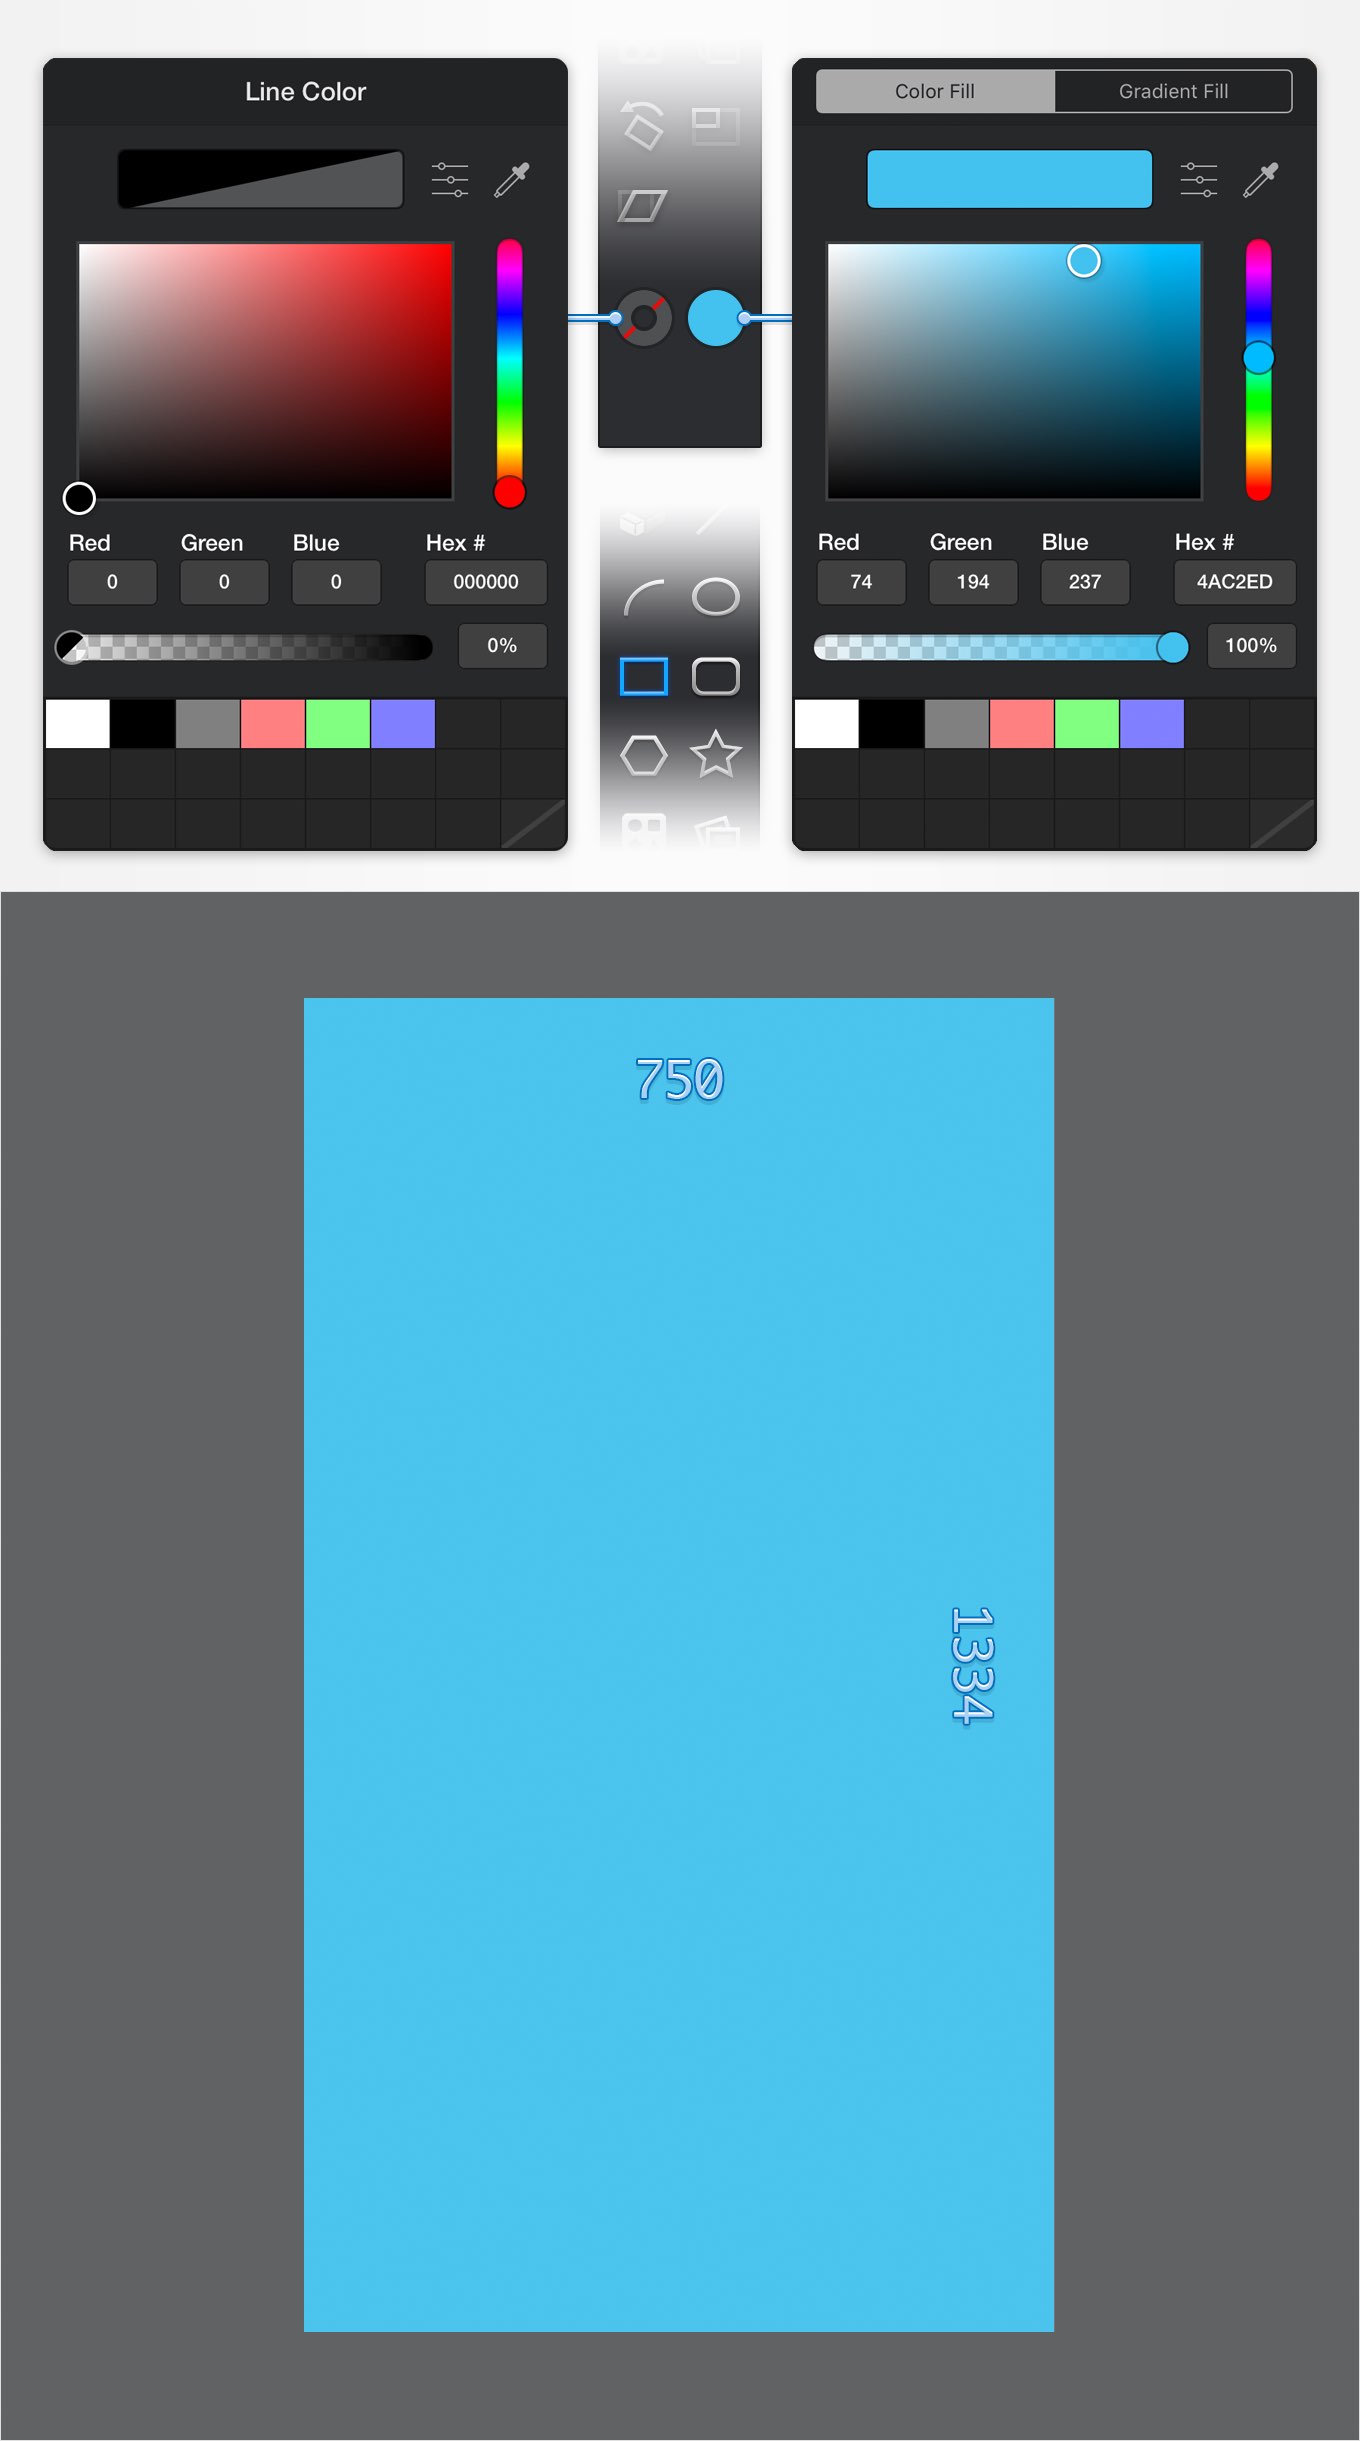 Line Color
Red Green Blue Hex #
0 0 0 000000
0%
Color Fill Gradient Fill
Red Green Blue Hex #
74 194 237 4AC2ED
100%
750
1334